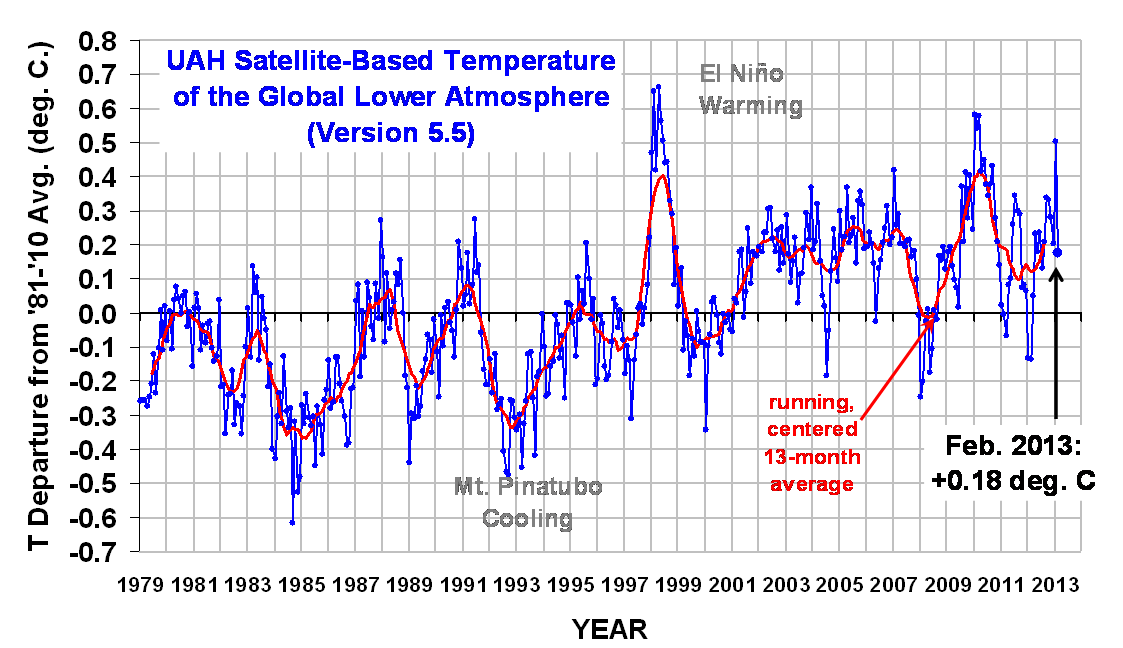 UAH Satellite-Based Temperature
of the Global Lower Atmosphere
(Version 5.5)
El Niño
Warming
T Departure from '81-'10 Avg. (deg. C.)
0.8
0.7
0.6
0.5
0.4
0.3
0.2
0.1
0.0
-0.1
-0.2
-0.3
-0.4
-0.5
-0.6
-0.7
running,
centered
13-month
average
Feb. 2013:
+0.18 deg. C
Mt. Pinatubo
Cooling
1979 1981 1983 1985 1987 1989 1991 1993 1995 1997 1999 2001 2003 2005 2007 2009 2011 2013
YEAR